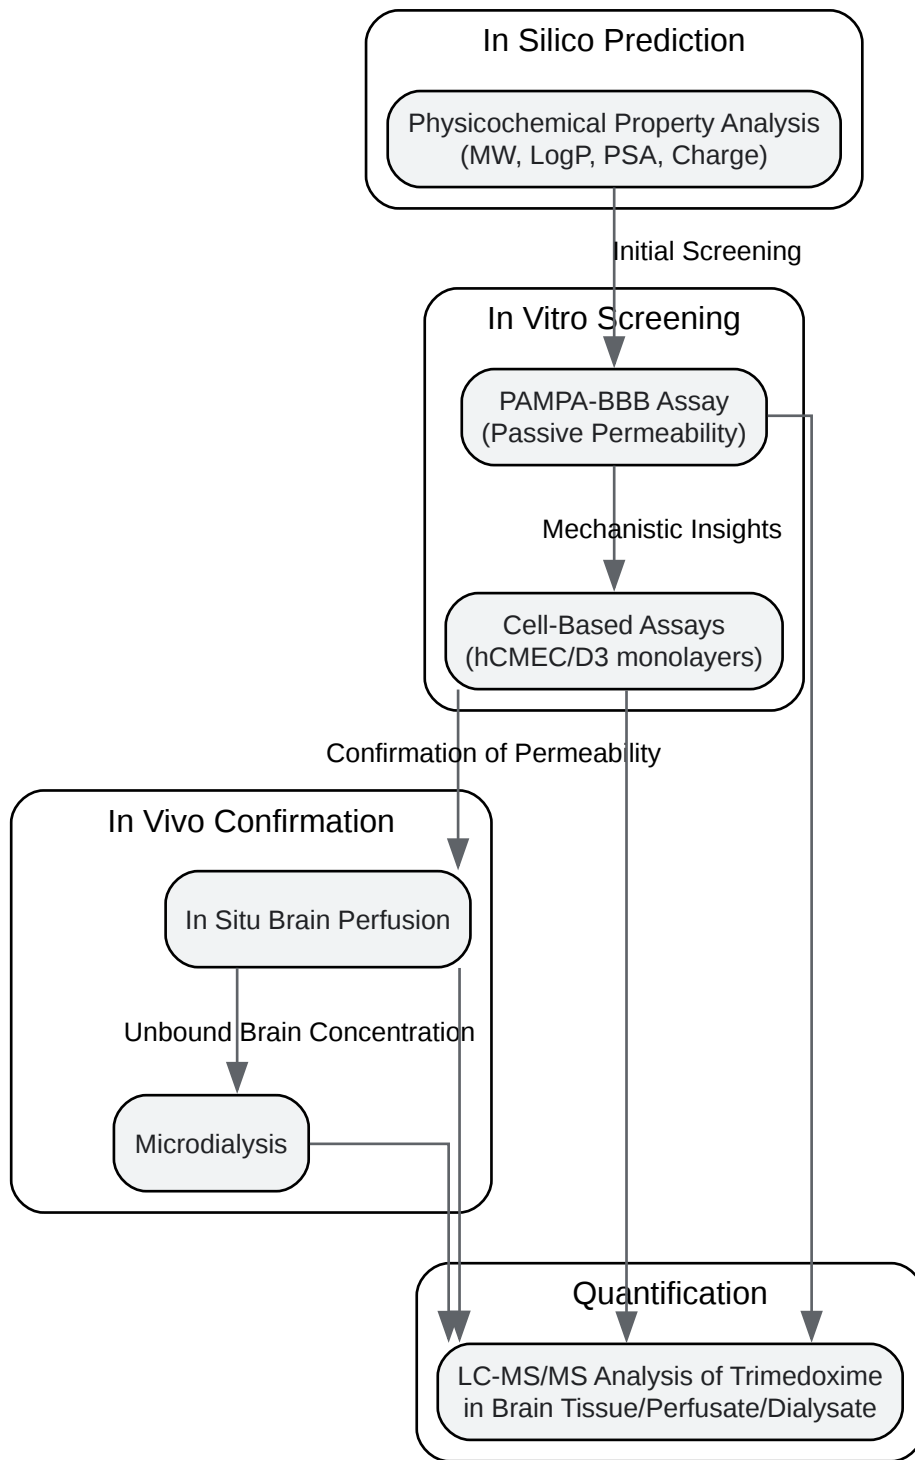 In Silico Prediction
Physicochemical Property Analysis
(MW, LogP, PSA, Charge)
Initial Screening
In Vitro Screening
PAMPA-BBB Assay
(Passive Permeability)
Mechanistic Insights
Cell-Based Assays
(hCMEC/D3 monolayers)
Confirmation of Permeability
In Vivo Confirmation
In Situ Brain Perfusion
Unbound Brain Concentration
Microdialysis
Quantification
LC-MS/MS Analysis of Trimedoxime
in Brain Tissue/Perfusate/Dialysate